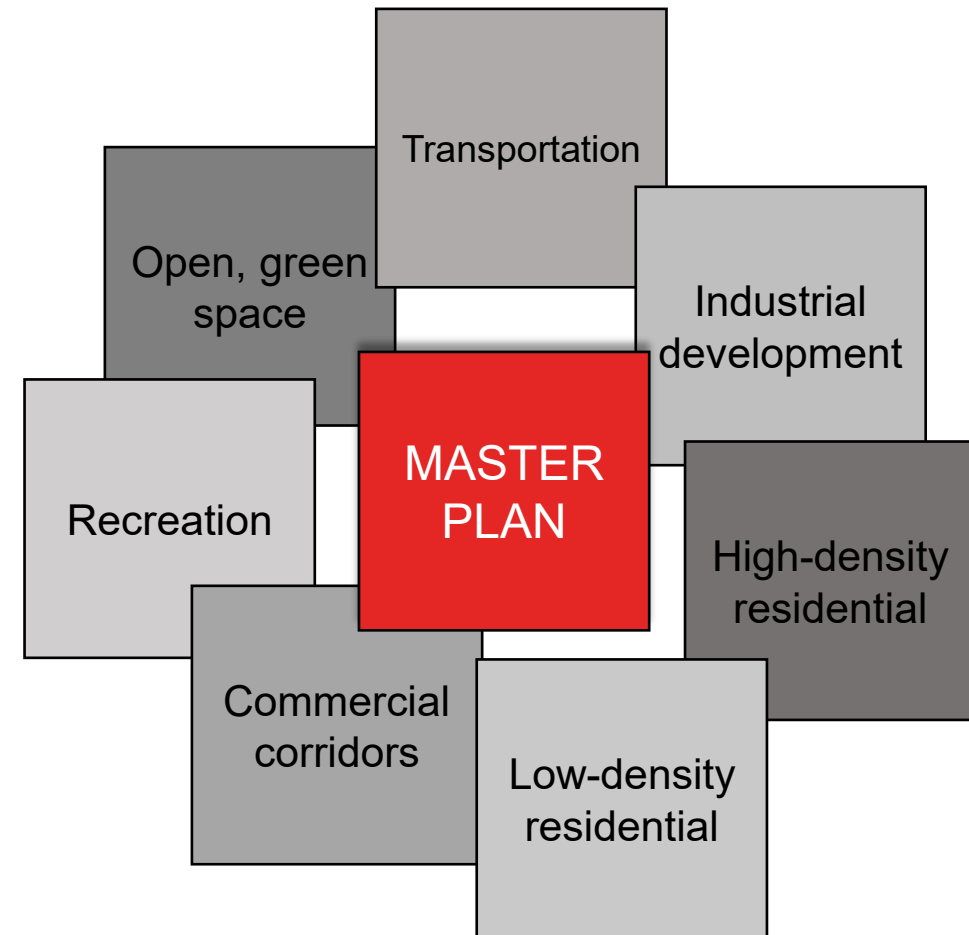 Transportation
Open, green
space
Industrial
development
MASTER
PLAN
Recreation
High-density
residential
Commercial
corridors
Low-density
residential